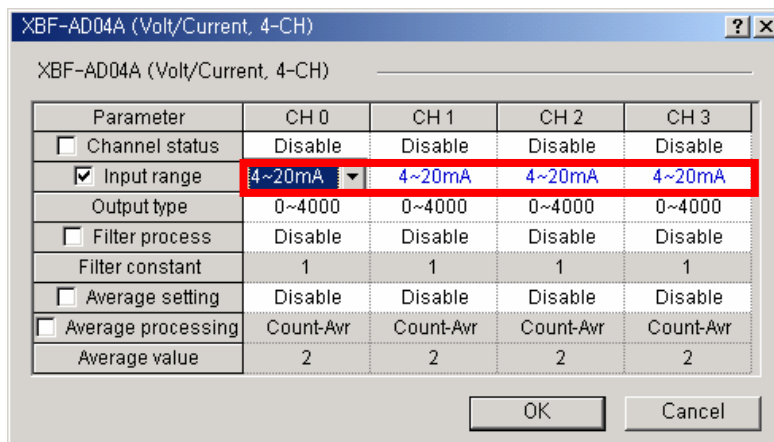 XBF-AD04A (Volt/Current, 4-CH)
XBF-AD04A (Volt/Current, 4-CH)
Parameter CH 0 CH 1 CH 2 CH 3
Channel status Disable Disable Disable Disable
Input range 4~20mA 4~20mA 4~20mA 4~20mA
Output type 0~4000 0~4000 0~4000 0~4000
Filter process Disable Disable Disable Disable
Filter constant 1 1 1 1
Average setting Disable Disable Disable Disable
Average processing Count-Avr Count-Avr Count-Avr Count-Avr
Average value 2 2 2 2
OK Cancel